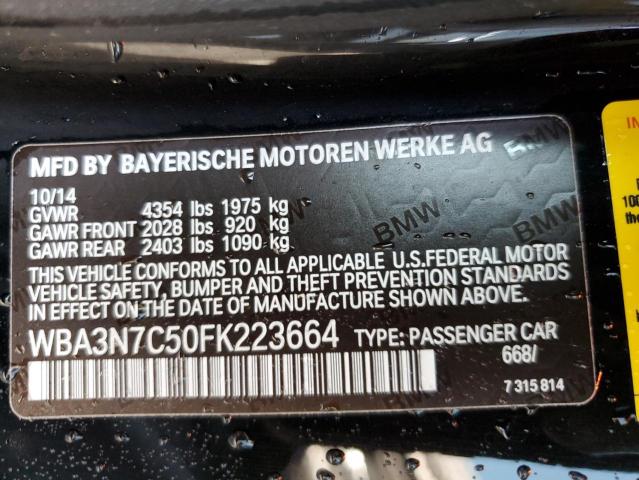 MFD BY BAYERISCHE MOTOREN WERKE AG
10/14
GVWR 4354 lbs 1975 kg
GAWR FRONT 2028 lbs 920 kg
GAWR REAR 2403 lbs 1090 kg
THIS VEHICLE CONFORMS TO ALL APPLICABLE U.S.FEDERAL MOTOR
VEHICLE SAFETY, BUMPER AND THEFT PREVENTION STANDARDS
IN EFFECT ON THE DATE OF MANUFACTURE SHOWN ABOVE.
WBA3N7C50FK223664 TYPE: PASSENGER CAR
668/
7 315 814
BMW
BMW
100
the